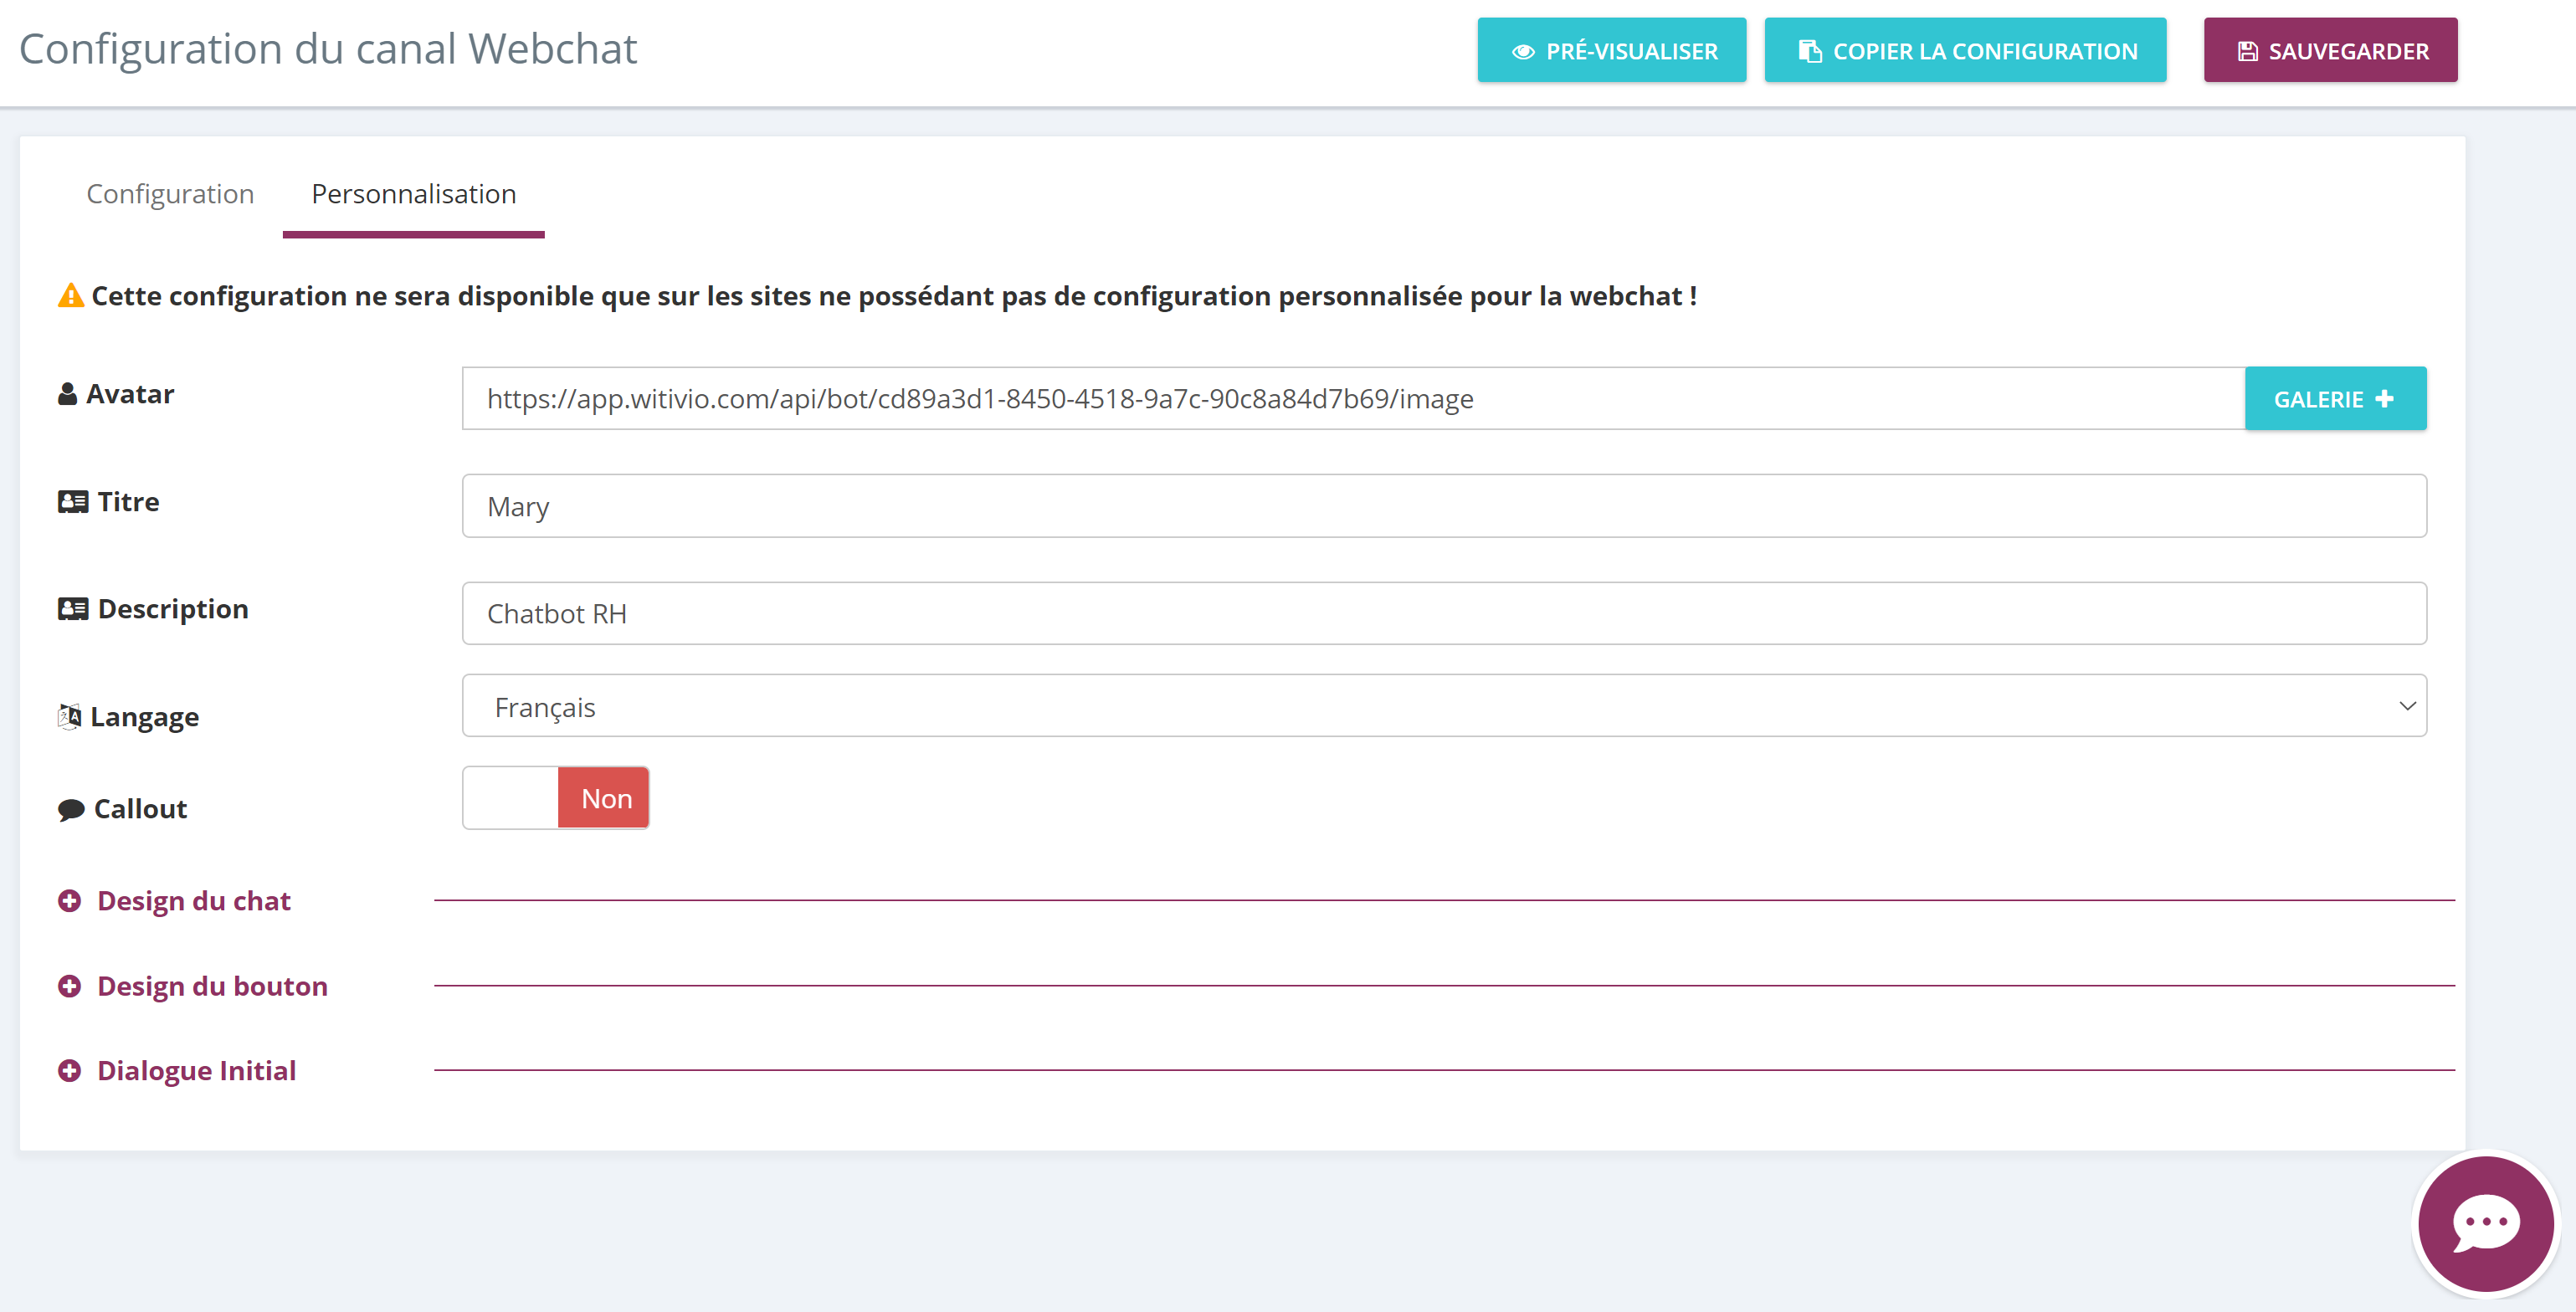 Configuration du canal Webchat
PRÉ-VISUALISER
COPIER LA CONFIGURATION
SAUVEGARDER
Configuration
Personnalisation
Cette configuration ne sera disponible que sur les sites ne possédant pas de configuration personnalisée pour la webchat !
Avatar
https://app.witivio.com/api/bot/cd89a3d1-8450-4518-9a7c-90c8a84d7b69/image
GALERIE
Titre
Mary
Description
Chatbot RH
Langage
Français
Callout
Non
Design du chat
Design du bouton
Dialogue Initial